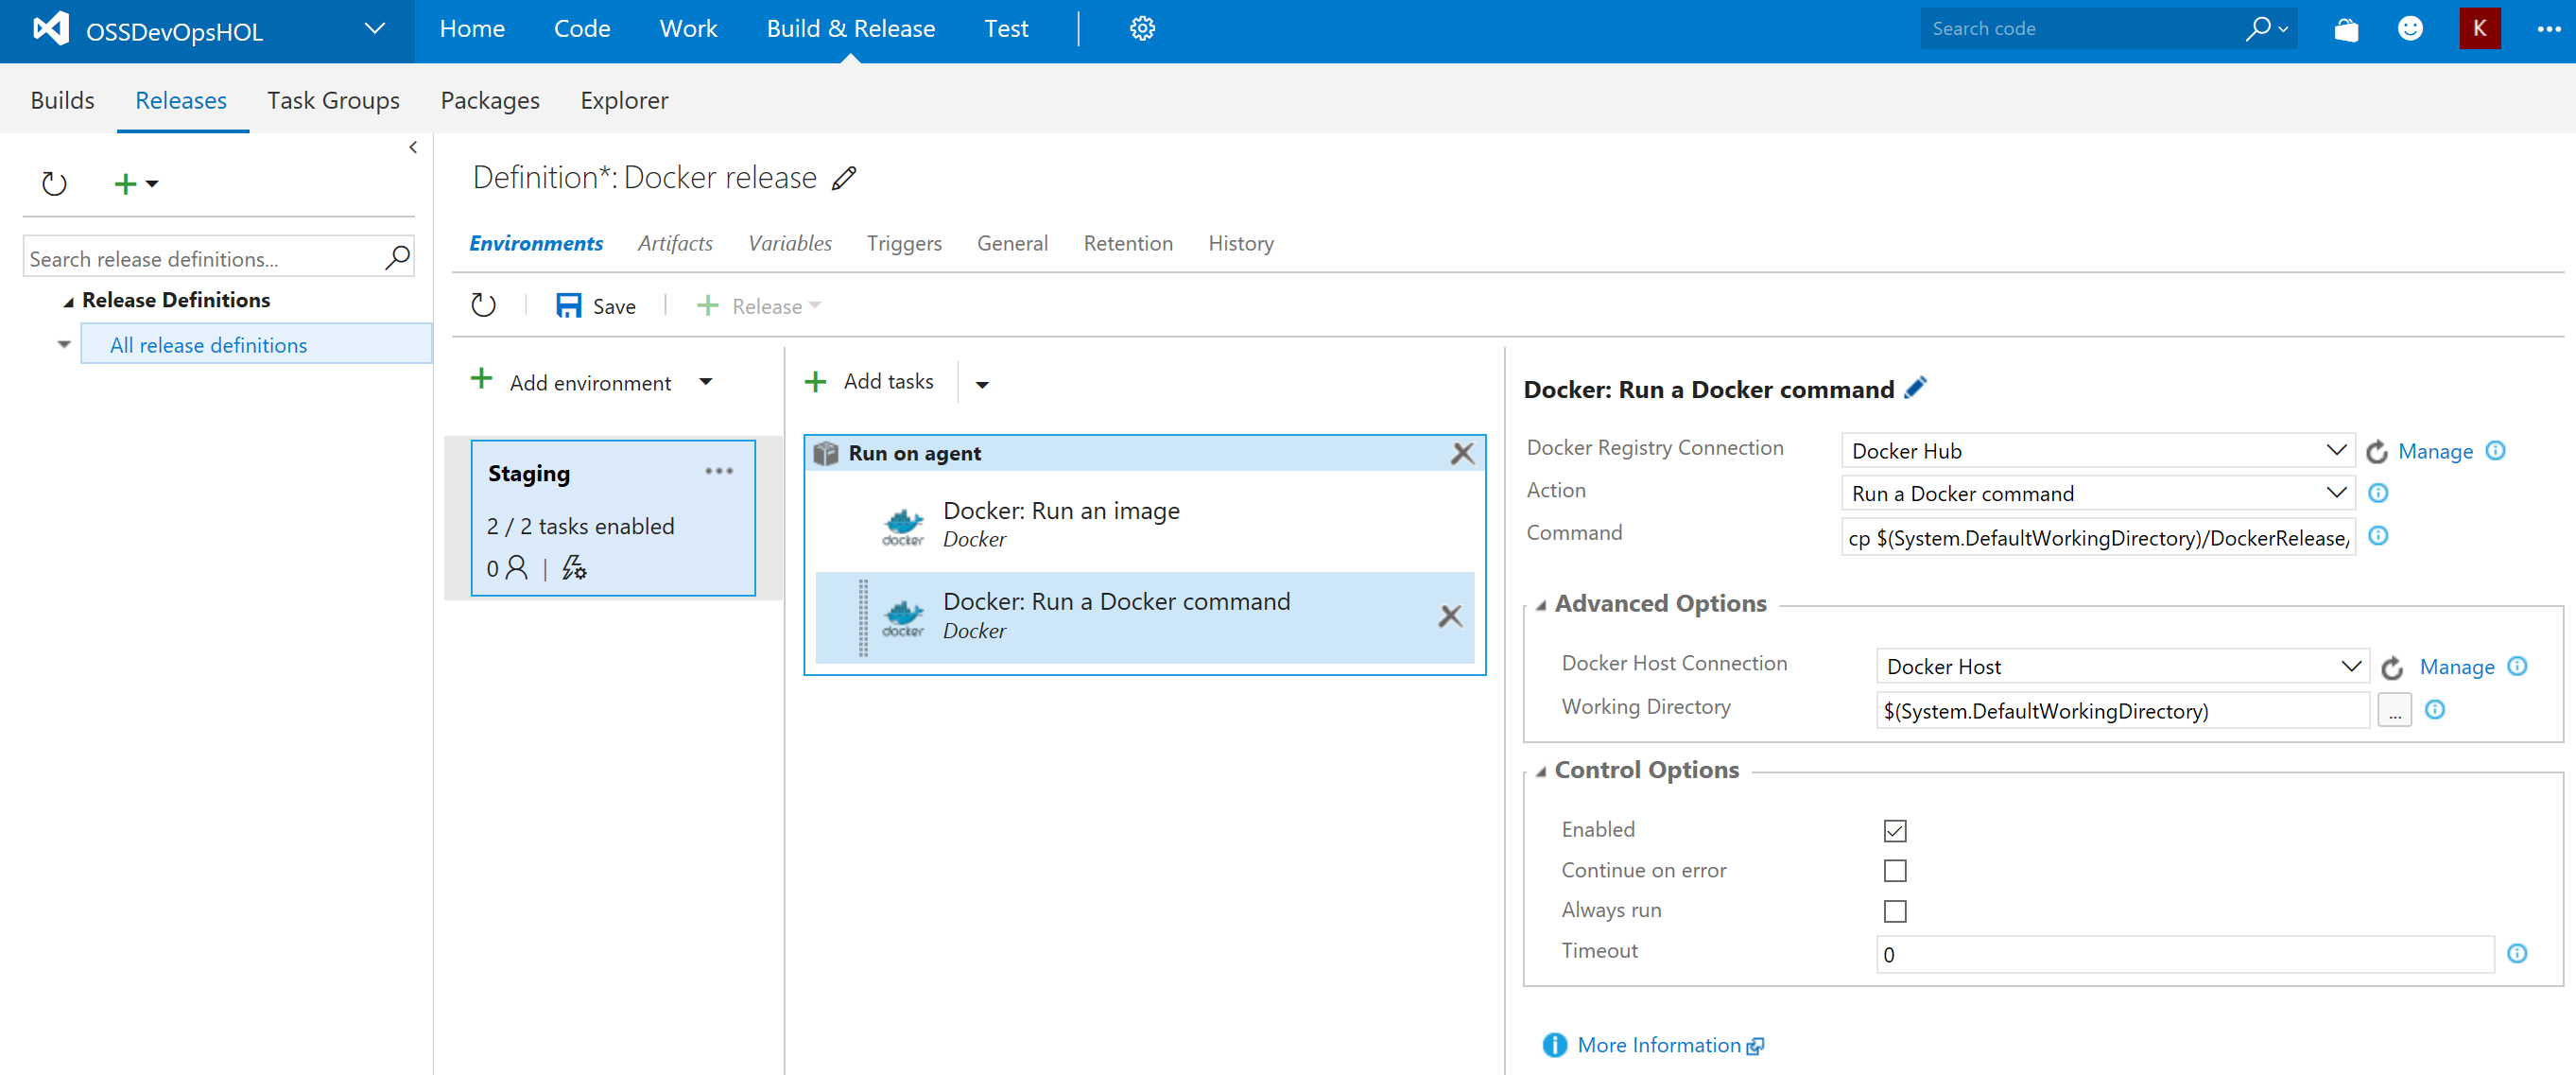 OSSDevOpsHOL
Home Code Work Build & Release Test
Search code
K
Builds Releases Task Groups Packages Explorer
Definition*: Docker release
Search release definitions...
Release Definitions
All release definitions
Environments Artifacts Variables Triggers General Retention History
Save Release
Add environment
Staging
2 / 2 tasks enabled
0
Add tasks
Run on agent
docker
Docker: Run an image
Docker
docker
Docker: Run a Docker command
Docker
Docker: Run a Docker command
Docker Registry Connection Docker Hub Manage
Action Run a Docker command
Command cp $(System.DefaultWorkingDirectory)/DockerRelease/
Advanced Options
Docker Host Connection Docker Host Manage
Working Directory $(System.DefaultWorkingDirectory) ...
Control Options
Enabled
Continue on error
Always run
Timeout 0
More Information